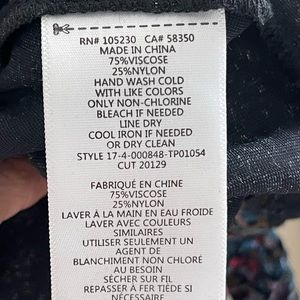 RN# 105230 CA# 58350
MADE IN CHINA
75%VISCOSE
25%NYLON
HAND WASH COLD
WITH LIKE COLORS
ONLY NON-CHLORINE
BLEACH IF NEEDED
LINE DRY
COOL IRON IF NEEDED
OR DRY CLEAN
STYLE 17-4-000848-TP01054
CUT 20129
FABRIQUÉ EN CHINE
75%VISCOSE
25%NYLON
LAVER À LA MAIN EN EAU FROIDE
LAVER AVEC COULEURS
SIMILAIRES
UTILISER SEULEMENT UN
AGENT DE
BLANCHIMENT NON CHLORÉ
AU BESOIN
SÉCHER SUR FIL
REPASSER À FER TIÈDE SI
NÉCESSAIRE